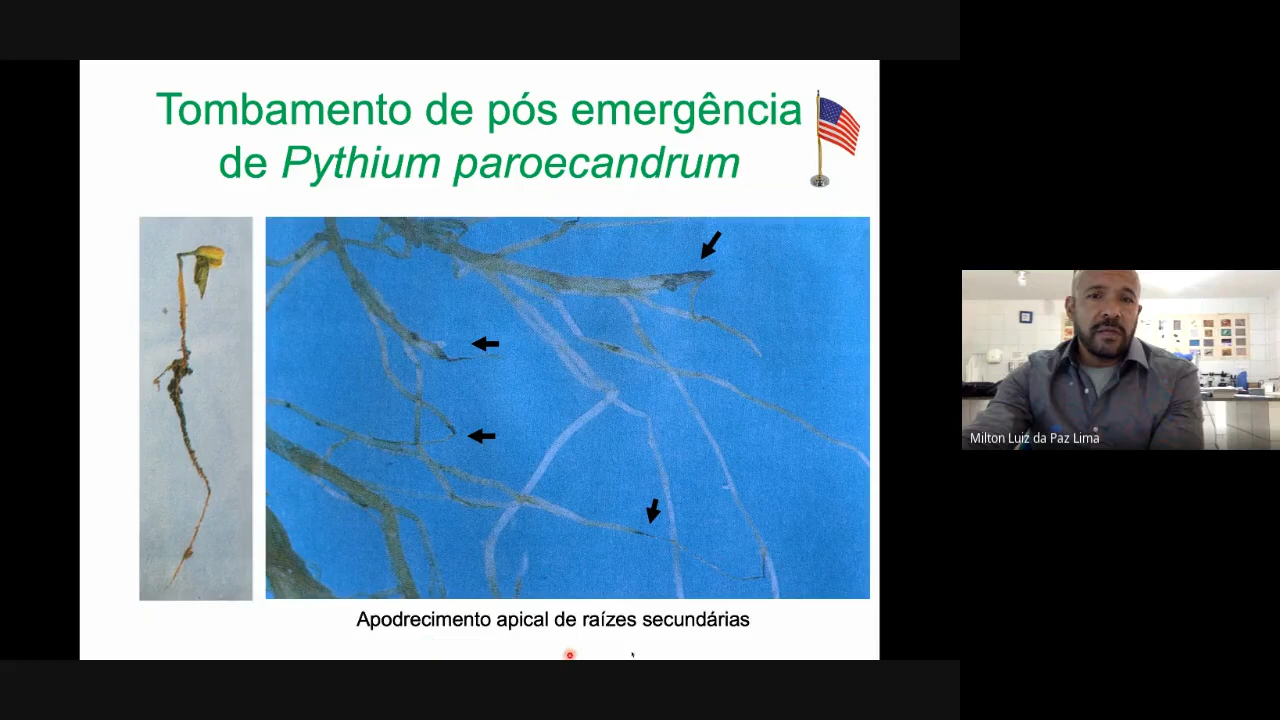 Tombamento de pós emergência
de Pythium paroecandrum
Apodrecimento apical de raízes secundárias
Milton Luiz da Paz Lima